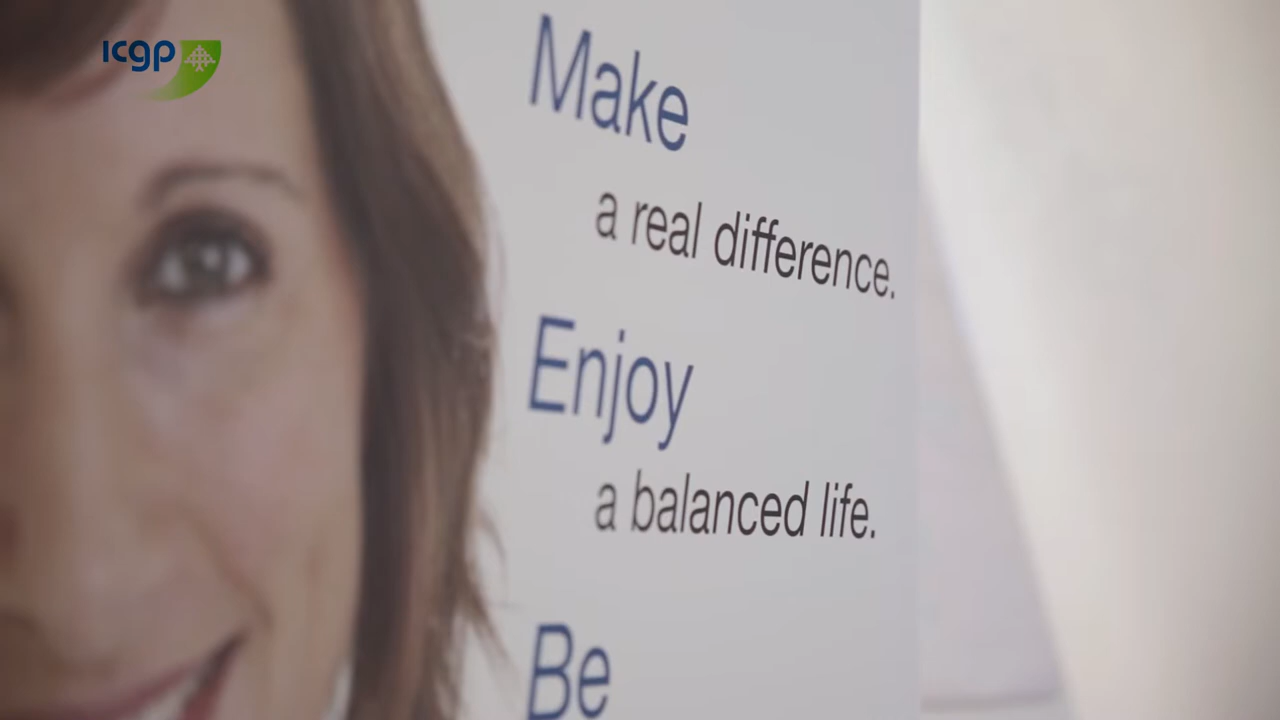 icgp
Make
a real difference.
Enjoy
a balanced life.
Be